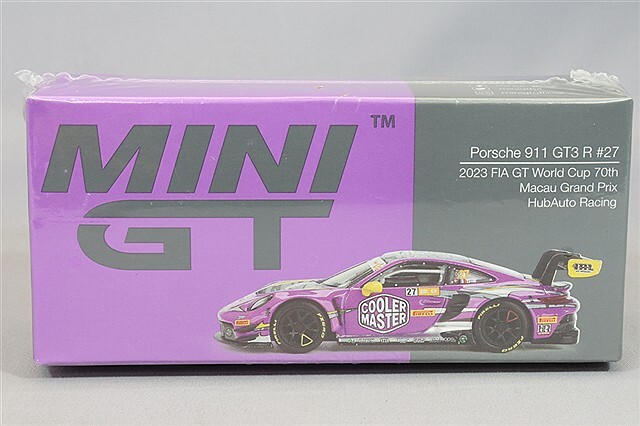 MINI
GT
TM
Porsche 911 GT3 R #27
2023 FIA GT World Cup 70th
Macau Grand Prix
HubAuto Racing
27
COOLER
MASTER
PIRELLI
PIRELLI